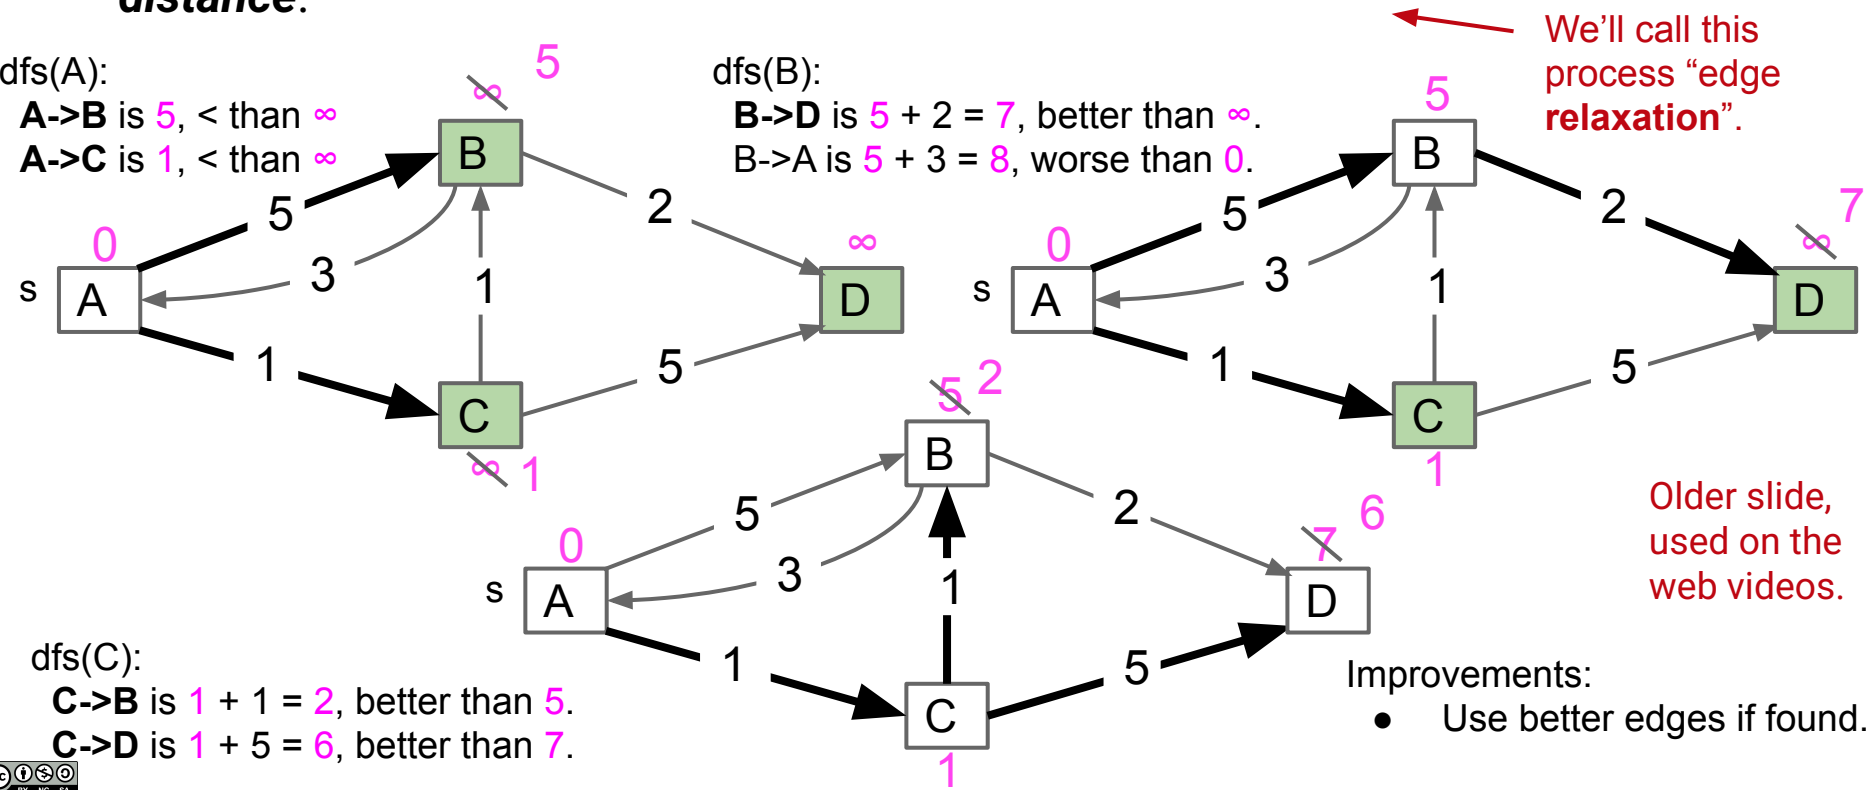 distance.
dfs(A):
A->B is 5, < than ∞
A->C is 1, < than ∞
∞ 5
B
5
2
0
∞
3
1
s
A
D
1
5
C
∞ 1
dfs(B):
B->D is 5 + 2 = 7, better than ∞.
B->A is 5 + 3 = 8, worse than 0.
5
B
5
2
0
∞ 7
3
1
s
A
D
1
5
C
1
We’ll call this
process “edge
relaxation”.
5 2
B
5
2
0
7 6
3
1
s
A
D
1
5
C
1
dfs(C):
C->B is 1 + 1 = 2, better than 5.
C->D is 1 + 5 = 6, better than 7.
Older slide,
used on the
web videos.
Improvements:
● Use better edges if found.
BY NC SA